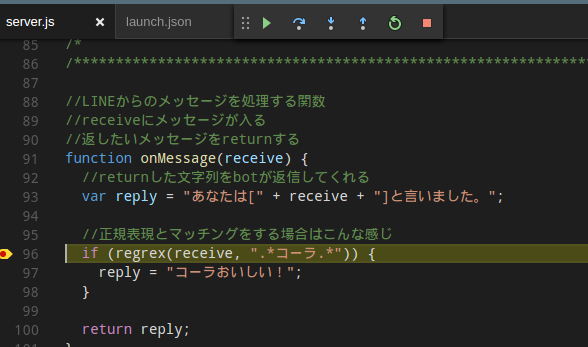 server.js × launch.json
85 /*
86 /*****************************************************************
87
88 //LINEからのメッセージを処理する関数
89 //receiveにメッセージが入る
90 //返したいメッセージをreturnする
91 function onMessage(receive) {
92 //returnした文字列をbotが返信してくれる
93 var reply = "あなたは[" + receive + "]と言いました。";
94
95 //正規表現とマッチングをする場合はこんな感じ
96 if (regrex(receive, ".*コーラ.*")) {
97 reply = "コーラおいしい！";
98 }
99
100 return reply;